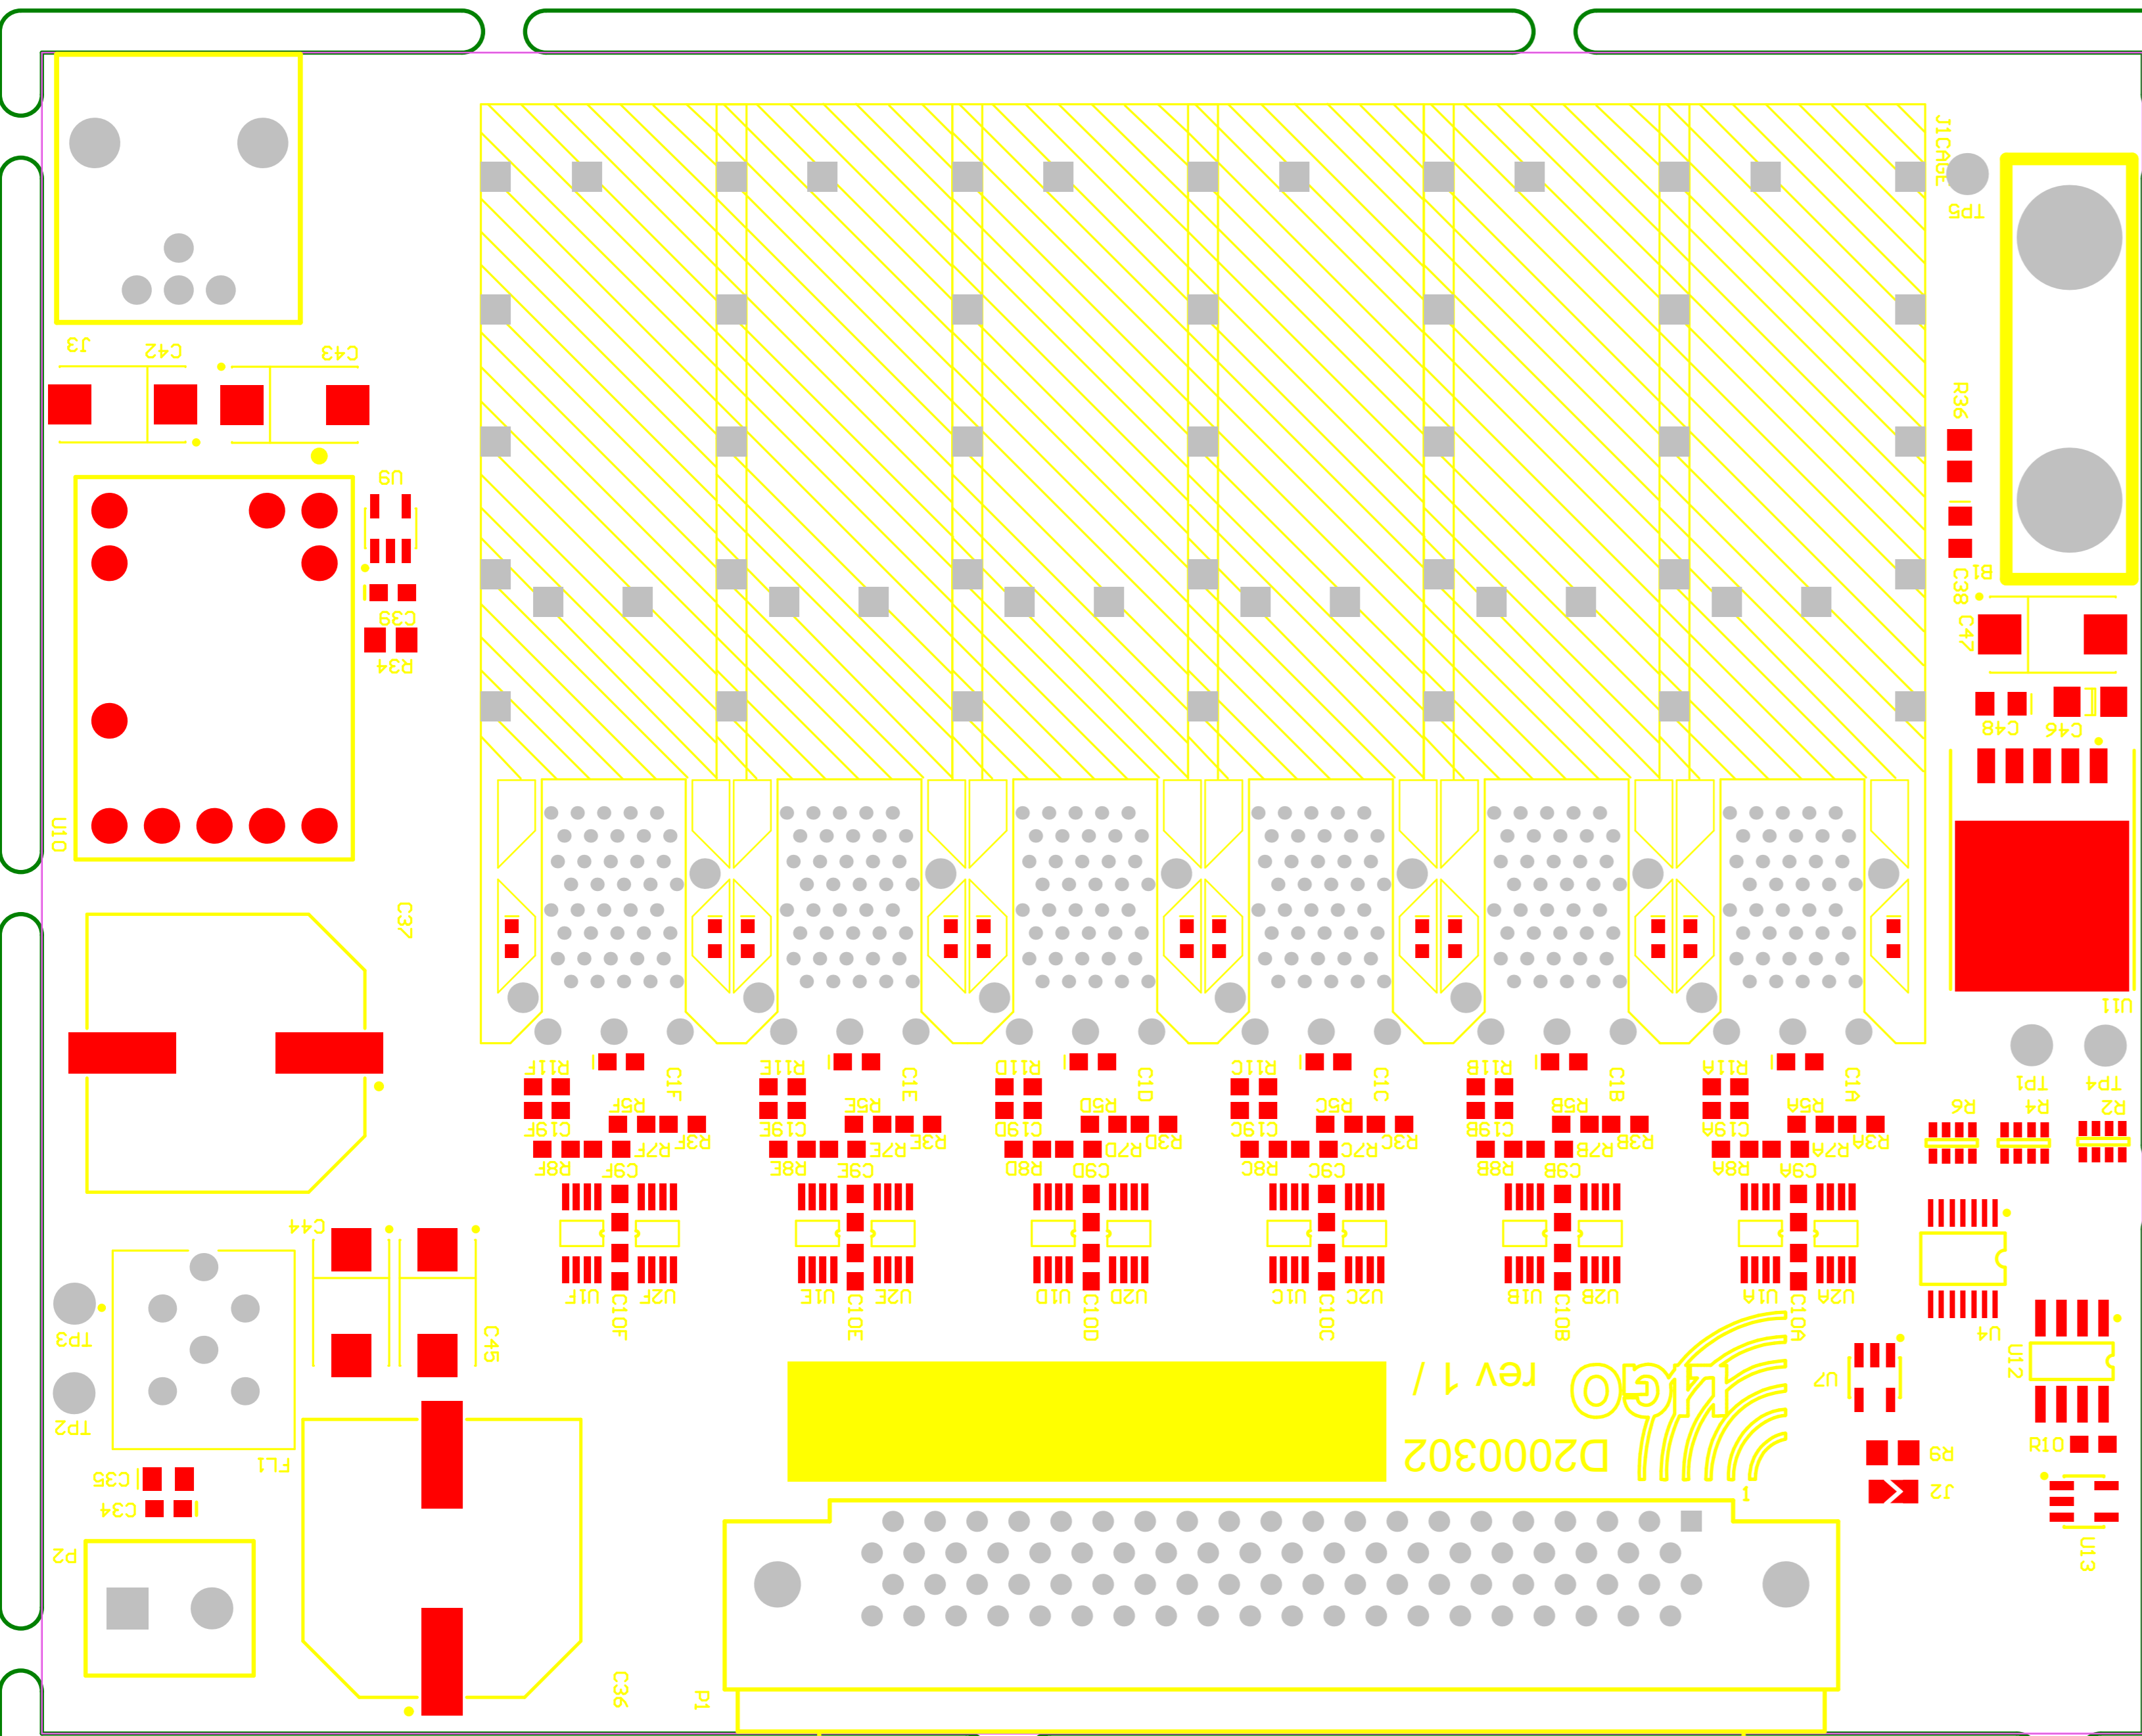 J1CAGE
TP5
J3
C42
C43
R36
U9
C39
R34
B1
C38
C47
C48
C46
U10
C37
U11
TP1
TP4
R11F
C1F
R11E
C1E
R11D
C1D
R11C
C1C
R11B
C1B
R11A
C1A
R5F
R5E
R5D
R5C
R5B
R5A
R6
R4
R2
C19F
R7F
R3F
C19E
R7E
R3E
C19D
R7D
R3D
C19C
R7C
R3C
C19B
R7B
R3B
C19A
R7A
R3A
R8F
C9F
R8E
C9E
R8D
C9D
R8C
C9C
R8B
C9B
R8A
C9A
C44
C45
U1F
U2F
C10F
U1E
U2E
C10E
U1D
U2D
C10D
U1C
U2C
C10C
U1B
U2B
C10B
U1A
U2A
C10A
U4
U12
TP3
TP2
U7
LIGO
rev 1 /
D2000302
FL1
C35
C34
R9
R10
J2
1
P2
U13
C36
P1